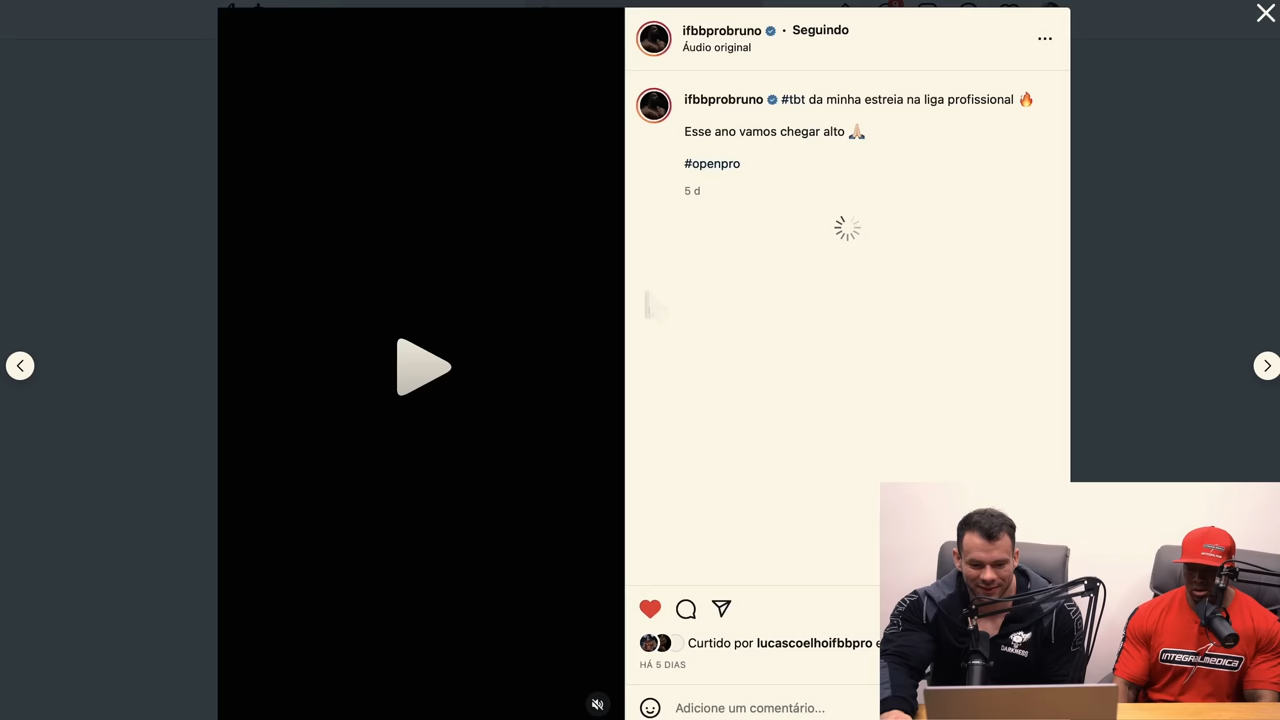 ifbbprobruno • Seguindo
Áudio original
ifbbprobruno #tbt da minha estreia na liga profissional 🔥
Esse ano vamos chegar alto 🙏🏼
#openpro
5 d
Curtido por lucascoelhoifbbpro e
HÁ 5 DIAS
Adicione um comentário...
DARKNESS
INTEGRALMEDICA